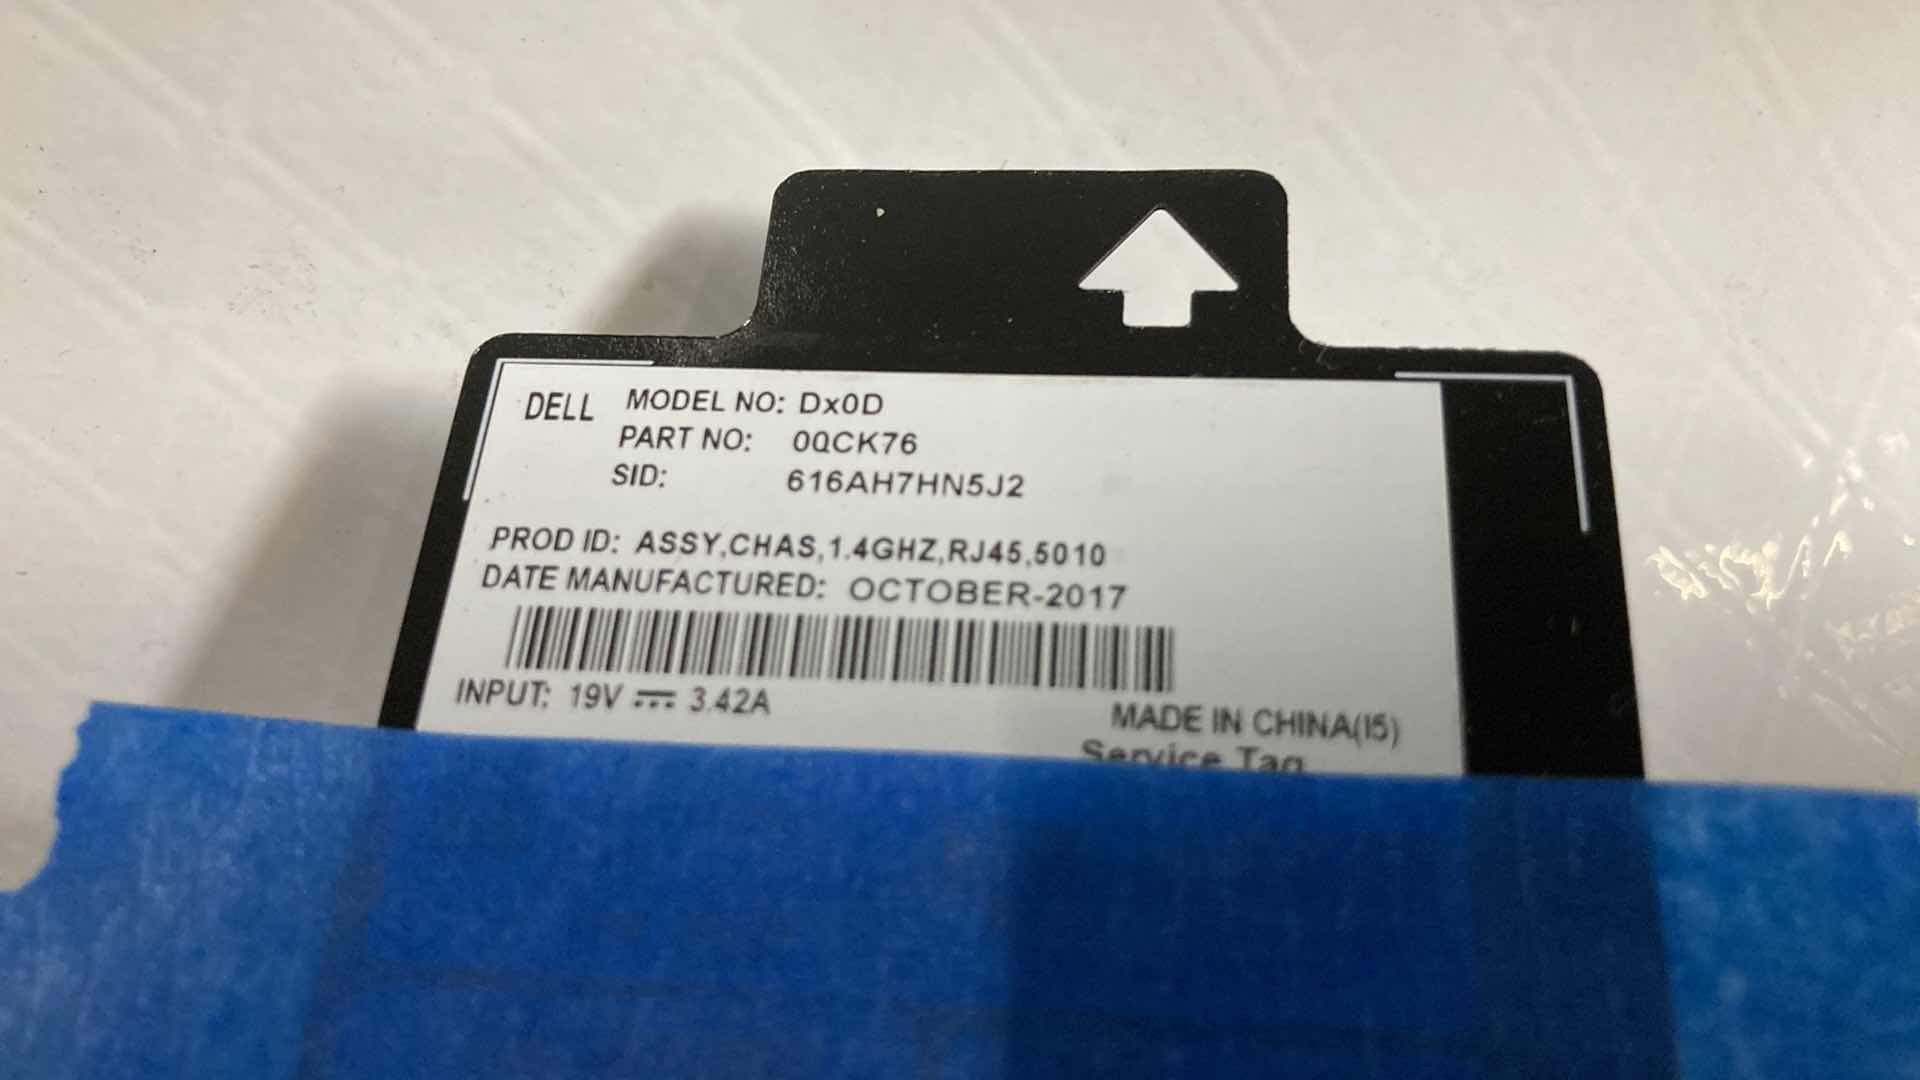 DELL MODEL NO: Dx0D
PART NO: 0QCK76
SID: 616AH7HN5J2
PROD ID: ASSY,CHAS,1.4GHZ,RJ45,5010
DATE MANUFACTURED: OCTOBER-2017
INPUT: 19V ⎓ 3.42A
MADE IN CHINA(I5)
Service Tag